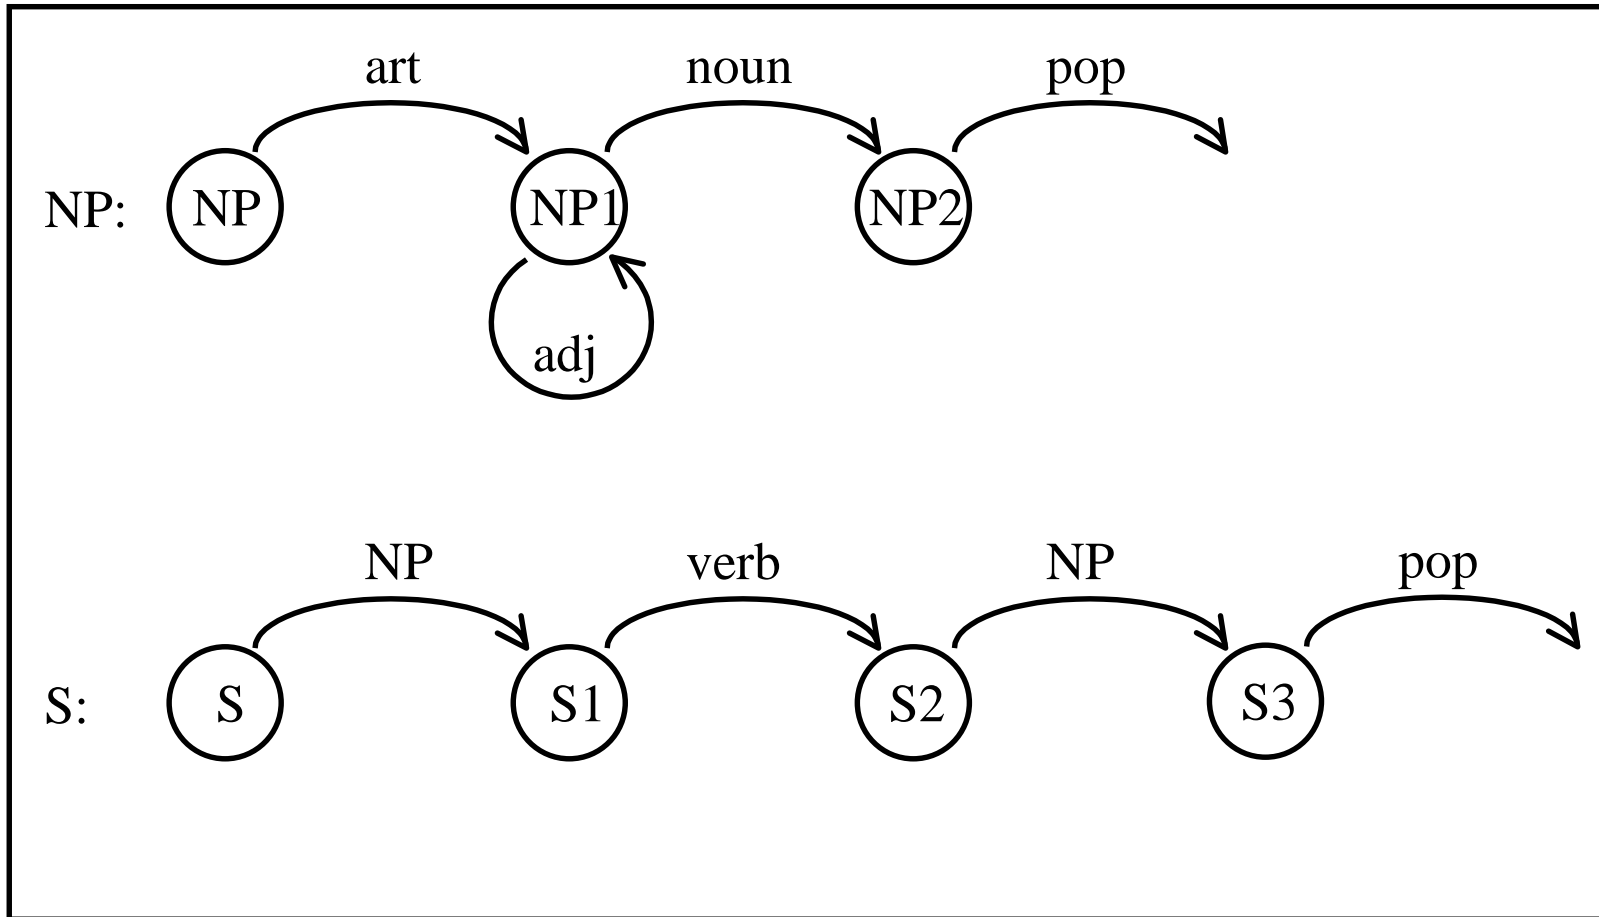 art noun pop
NP: NP NP1 NP2
adj
NP verb NP pop
S: S S1 S2 S3